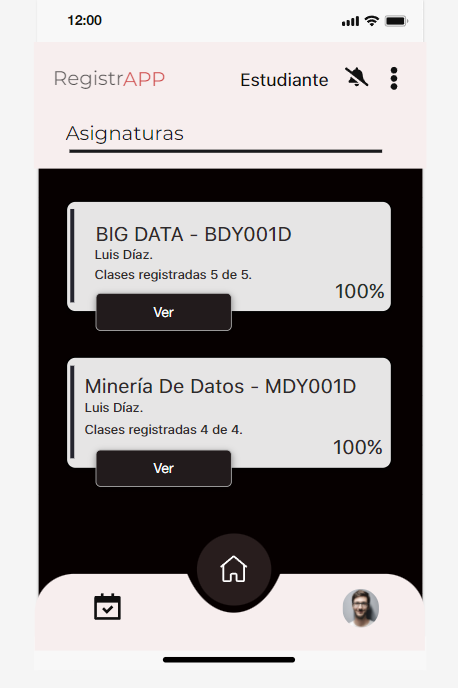 12:00
RegistrAPP
Estudiante
Asignaturas
BIG DATA - BDY001D
Luis Díaz.
Clases registradas 5 de 5.
100%
Ver
Minería De Datos - MDY001D
Luis Díaz.
Clases registradas 4 de 4.
100%
Ver